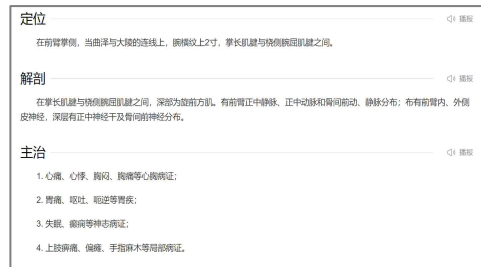 定位
播报
在前臂掌侧，当曲泽与大陵的连线上，腕横纹上2寸，掌长肌腱与桡侧腕屈肌腱之间。
解剖
播报
在掌长肌腱与桡侧腕屈肌腱之间，深部为旋前方肌。有前臂正中静脉、正中动脉和骨间前动、静脉分布；布有前臂内、外侧
皮神经，深层有正中神经干及骨间前神经分布。
主治
播报
1. 心痛、心悸、胸闷、胸痛等心胸病证；
2. 胃痛、呕吐、呃逆等胃疾；
3. 失眠、癫痫等神志病证；
4. 上肢痹痛、偏瘫、手指麻木等局部病证。